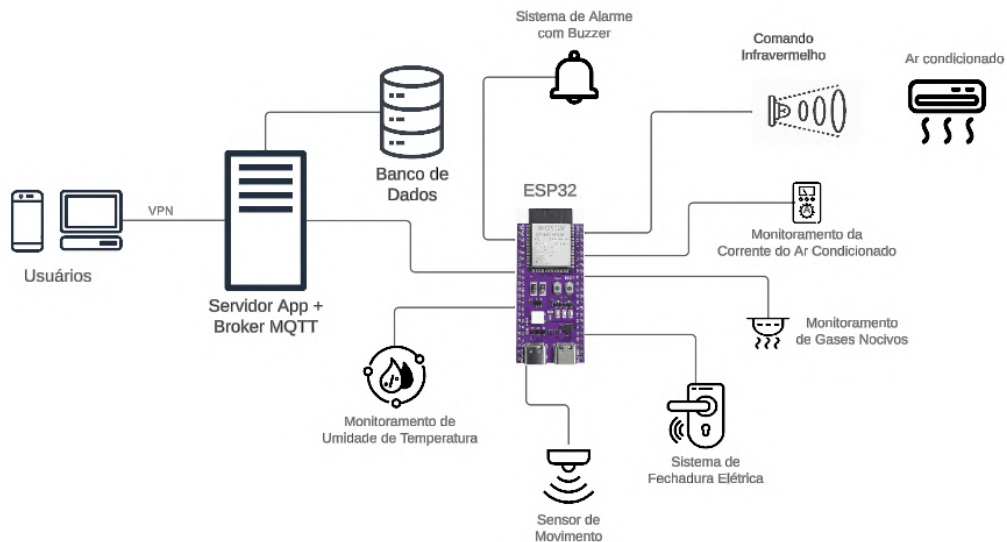 Sistema de Alarme
com Buzzer
Comando
Infravermelho
Ar condicionado
Banco de
Dados
ESP32
VPN
Usuários
Servidor App +
Broker MQTT
Monitoramento da
Corrente do Ar Condicionado
Monitoramento
de Gases Nocivos
Monitoramento de
Umidade de Temperatura
Sistema de
Fechadura Elétrica
Sensor de
Movimento